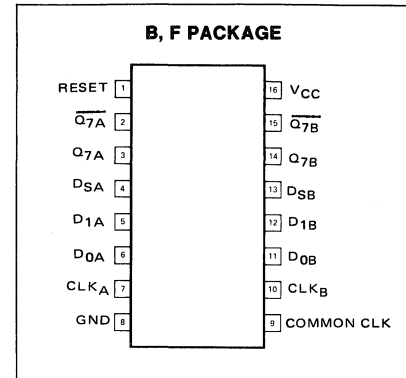 B, F PACKAGE
RESET 1
Q7A 2
Q7A 3
DSA 4
D1A 5
D0A 6
CLKA 7
GND 8
16 VCC
15 Q7B
14 Q7B
13 DSB
12 D1B
11 D0B
10 CLKB
9 COMMON CLK